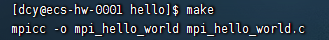 [dcy@ecs-hw-0001 hello]$ make
mpicc -o mpi_hello_world mpi_hello_world.c